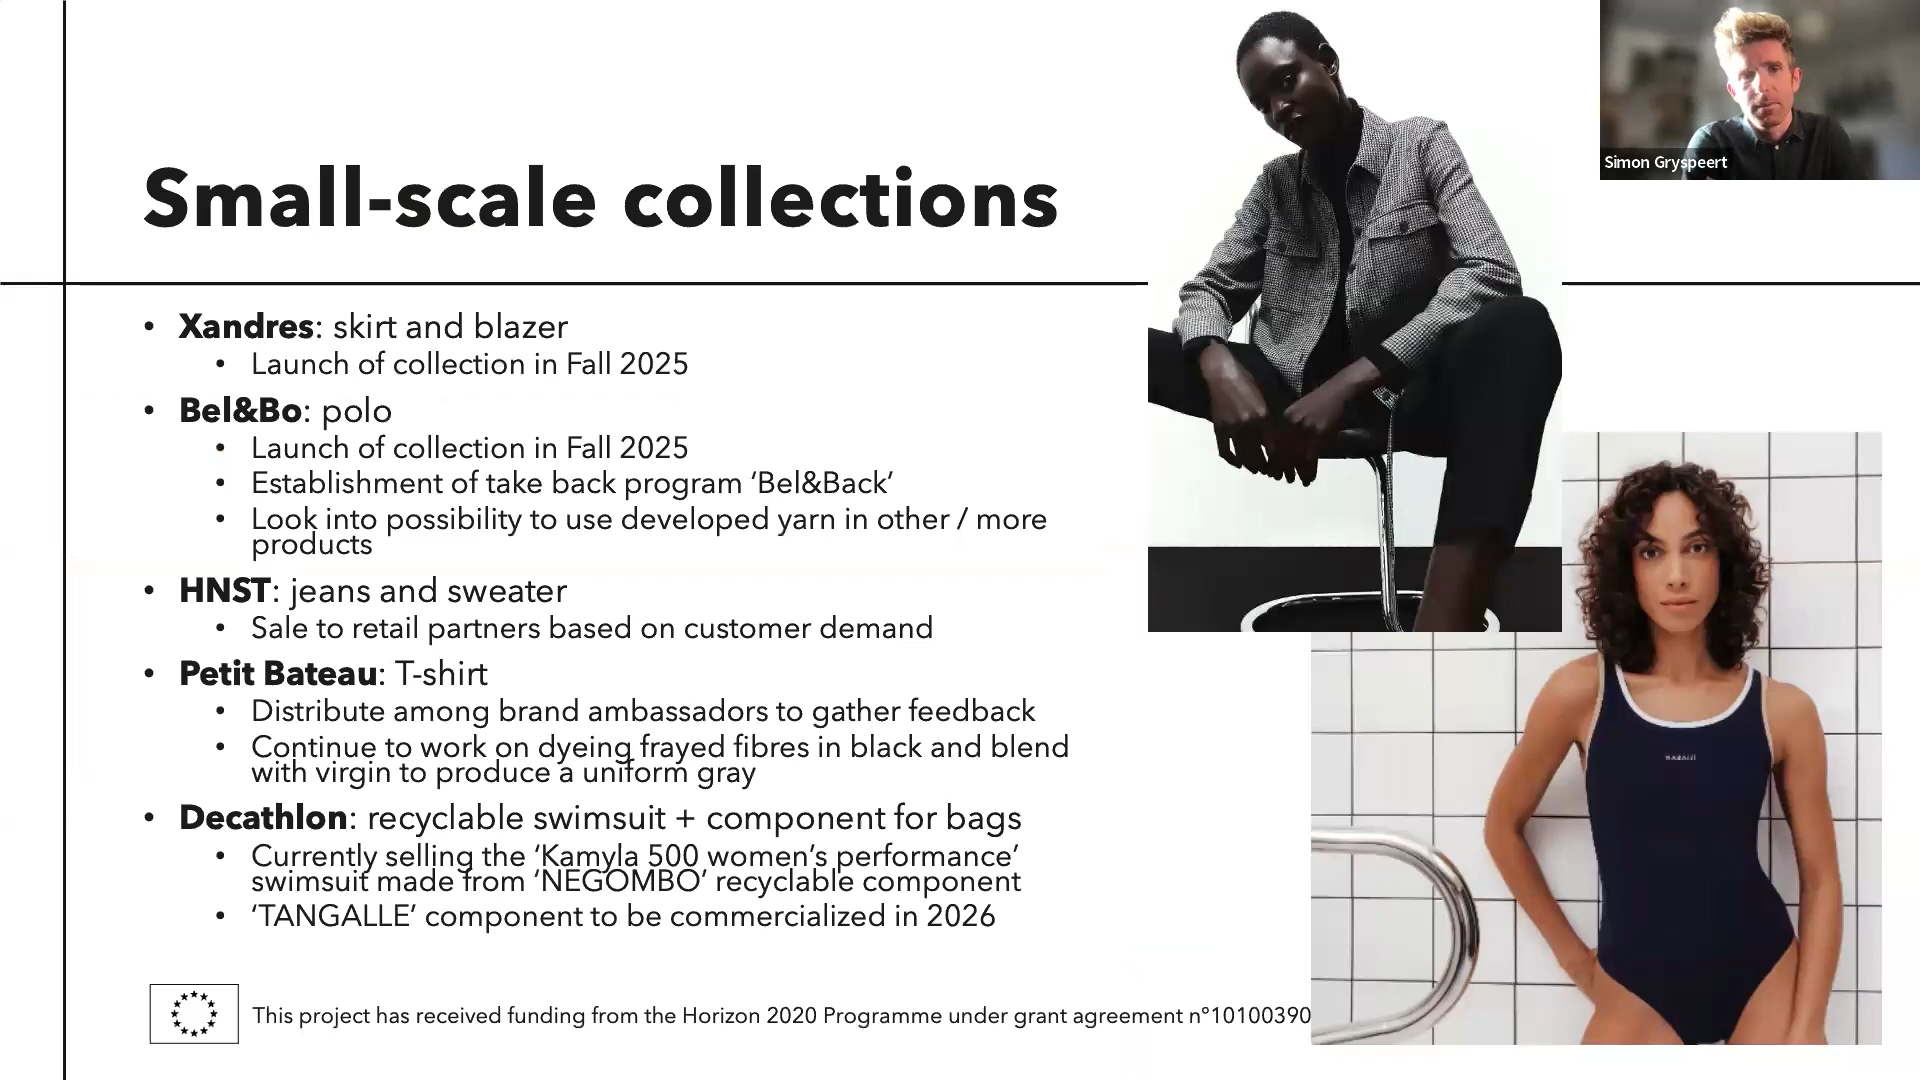 Simon Gryspeert
Small-scale collections
• Xandres: skirt and blazer
• Launch of collection in Fall 2025
• Bel&Bo: polo
• Launch of collection in Fall 2025
• Establishment of take back program ‘Bel&Back’
• Look into possibility to use developed yarn in other / more
products
• HNST: jeans and sweater
• Sale to retail partners based on customer demand
• Petit Bateau: T-shirt
• Distribute among brand ambassadors to gather feedback
• Continue to work on dyeing frayed fibres in black and blend
with virgin to produce a uniform gray
• Decathlon: recyclable swimsuit + component for bags
• Currently selling the ‘Kamyla 500 women’s performance’
swimsuit made from ‘NEGOMBO’ recyclable component
• ‘TANGALLE’ component to be commercialized in 2026
This project has received funding from the Horizon 2020 Programme under grant agreement n°10100390